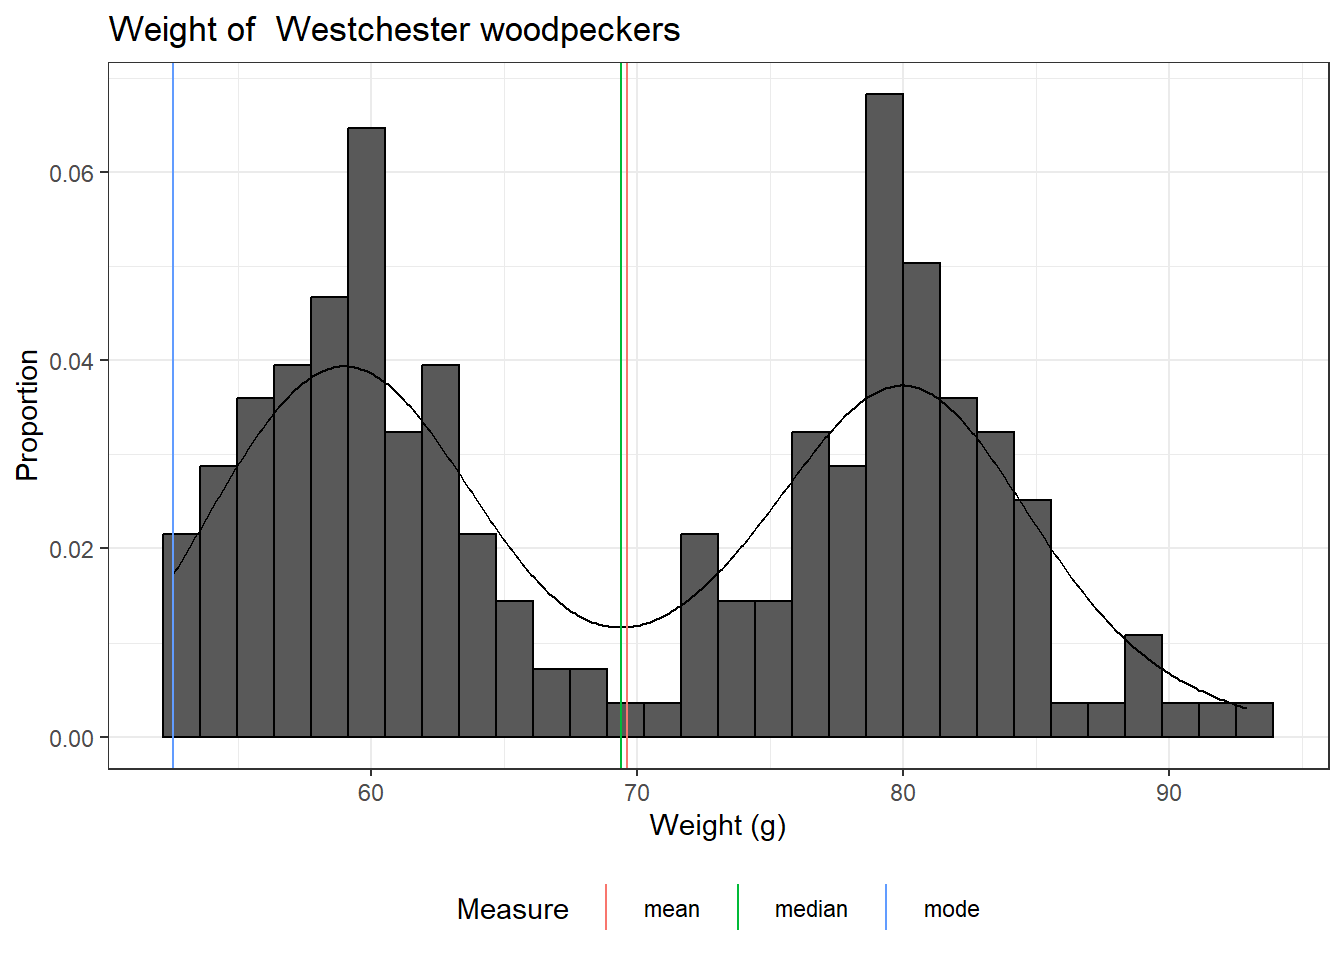 Weight of  Westchester woodpeckers
Proportion
0.06
0.04
0.02
0.00
60 70 80 90
Weight (g)
Measure mean median mode